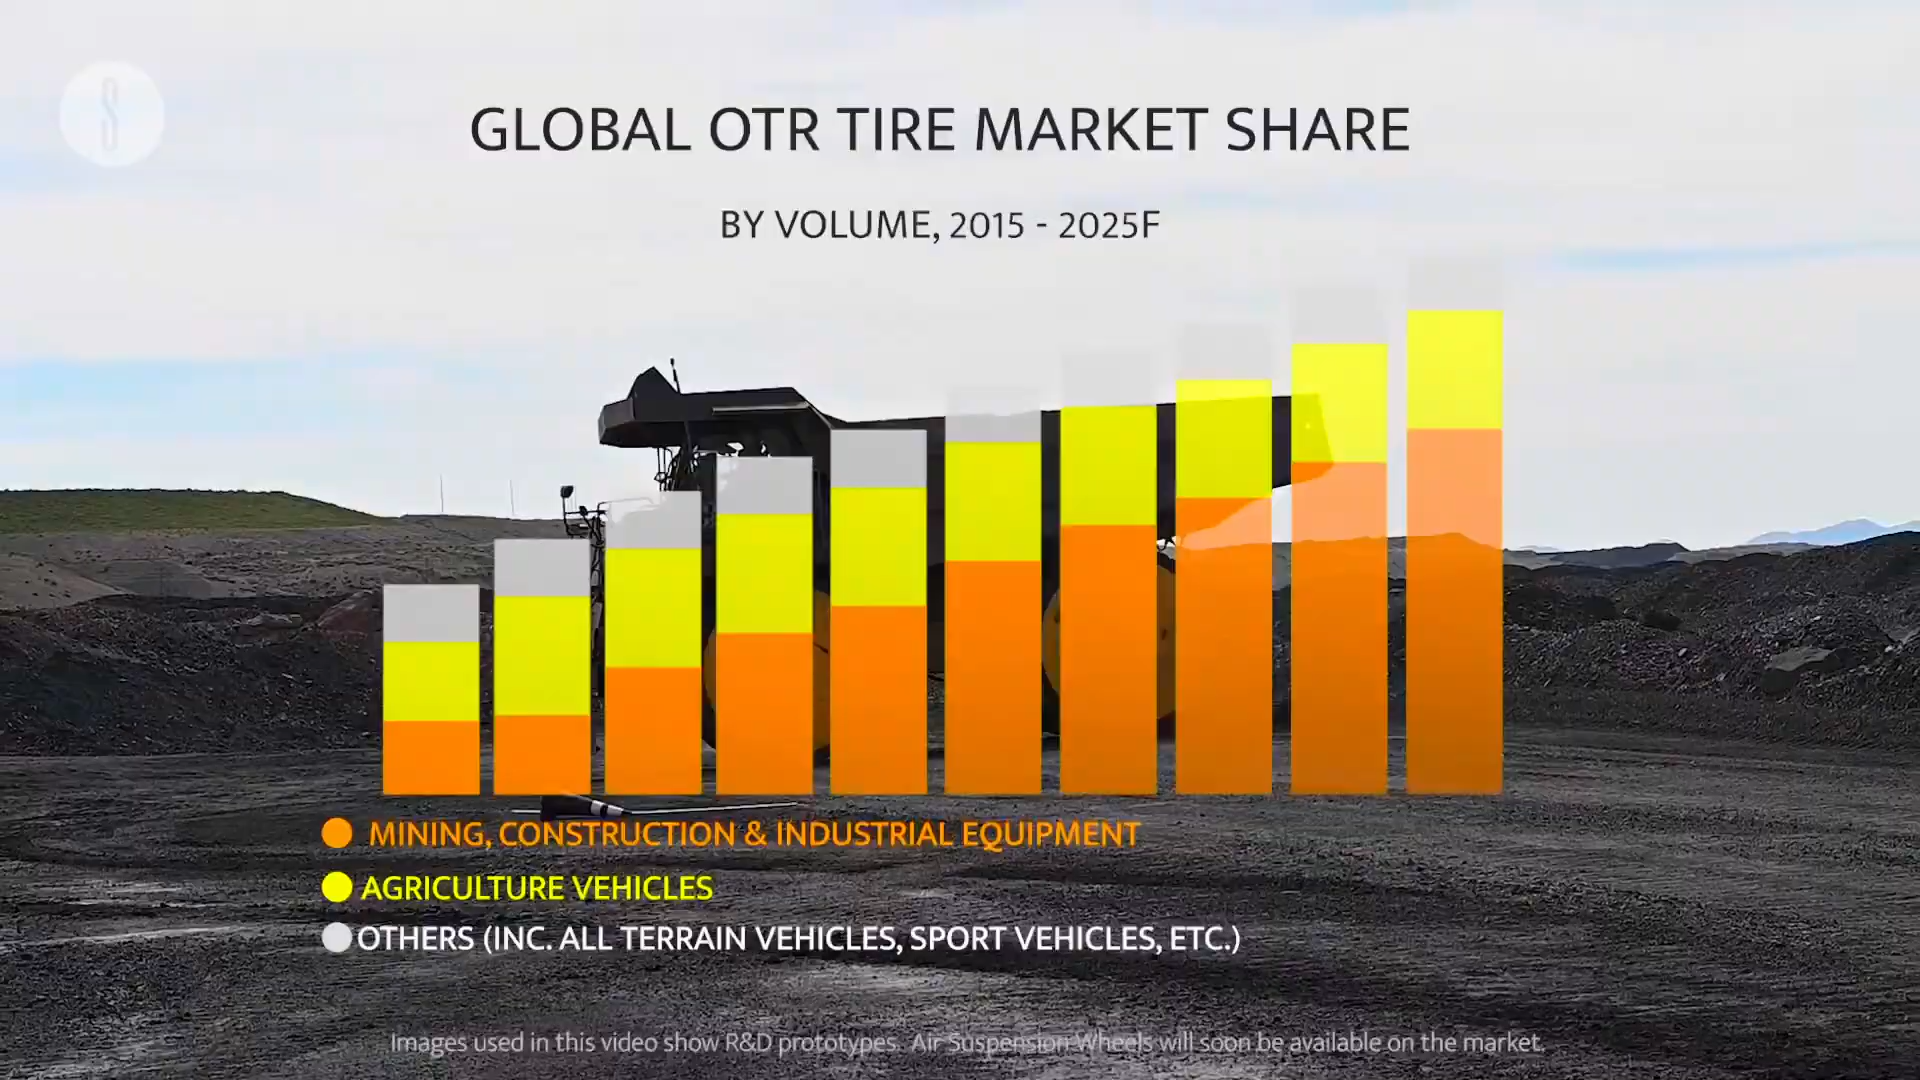 GLOBAL OTR TIRE MARKET SHARE
BY VOLUME, 2015 - 2025F
MINING, CONSTRUCTION & INDUSTRIAL EQUIPMENT
AGRICULTURE VEHICLES
OTHERS (INC. ALL TERRAIN VEHICLES, SPORT VEHICLES, ETC.)
Images used in this video show R&D prototypes. Air Suspension Wheels will soon be available on the market.